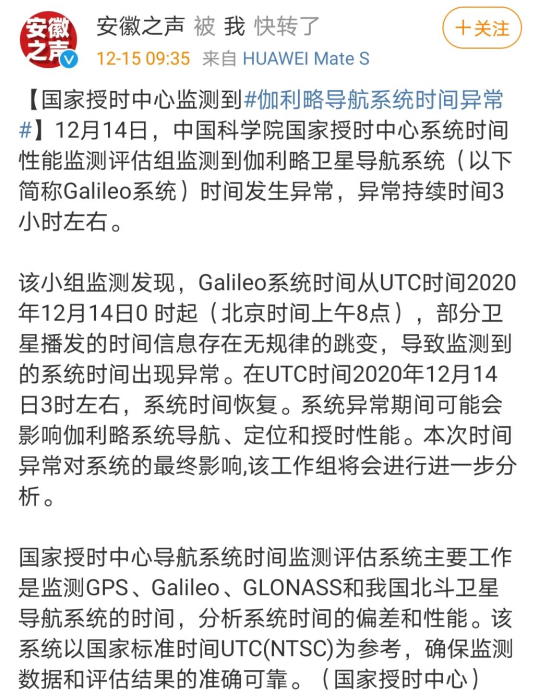 安徽之声
安徽之声 被 我 快转了
+关注
12-15 09:35 来自 HUAWEI Mate S
【国家授时中心监测到#伽利略导航系统时间异常
#】12月14日，中国科学院国家授时中心系统时间
性能监测评估组监测到伽利略卫星导航系统（以下
简称Galileo系统）时间发生异常，异常持续时间3
小时左右。
该小组监测发现，Galileo系统时间从UTC时间2020
年12月14日0 时起（北京时间上午8点），部分卫
星播发的时间信息存在无规律的跳变，导致监测到
的系统时间出现异常。在UTC时间2020年12月14
日3时左右，系统时间恢复。系统异常期间可能会
影响伽利略系统导航、定位和授时性能。本次时间
异常对系统的最终影响,该工作组将会进行进一步分
析。
国家授时中心导航系统时间监测评估系统主要工作
是监测GPS、Galileo、GLONASS和我国北斗卫星
导航系统的时间，分析系统时间的偏差和性能。该
系统以国家标准时间UTC(NTSC)为参考，确保监测
数据和评估结果的准确可靠。（国家授时中心）